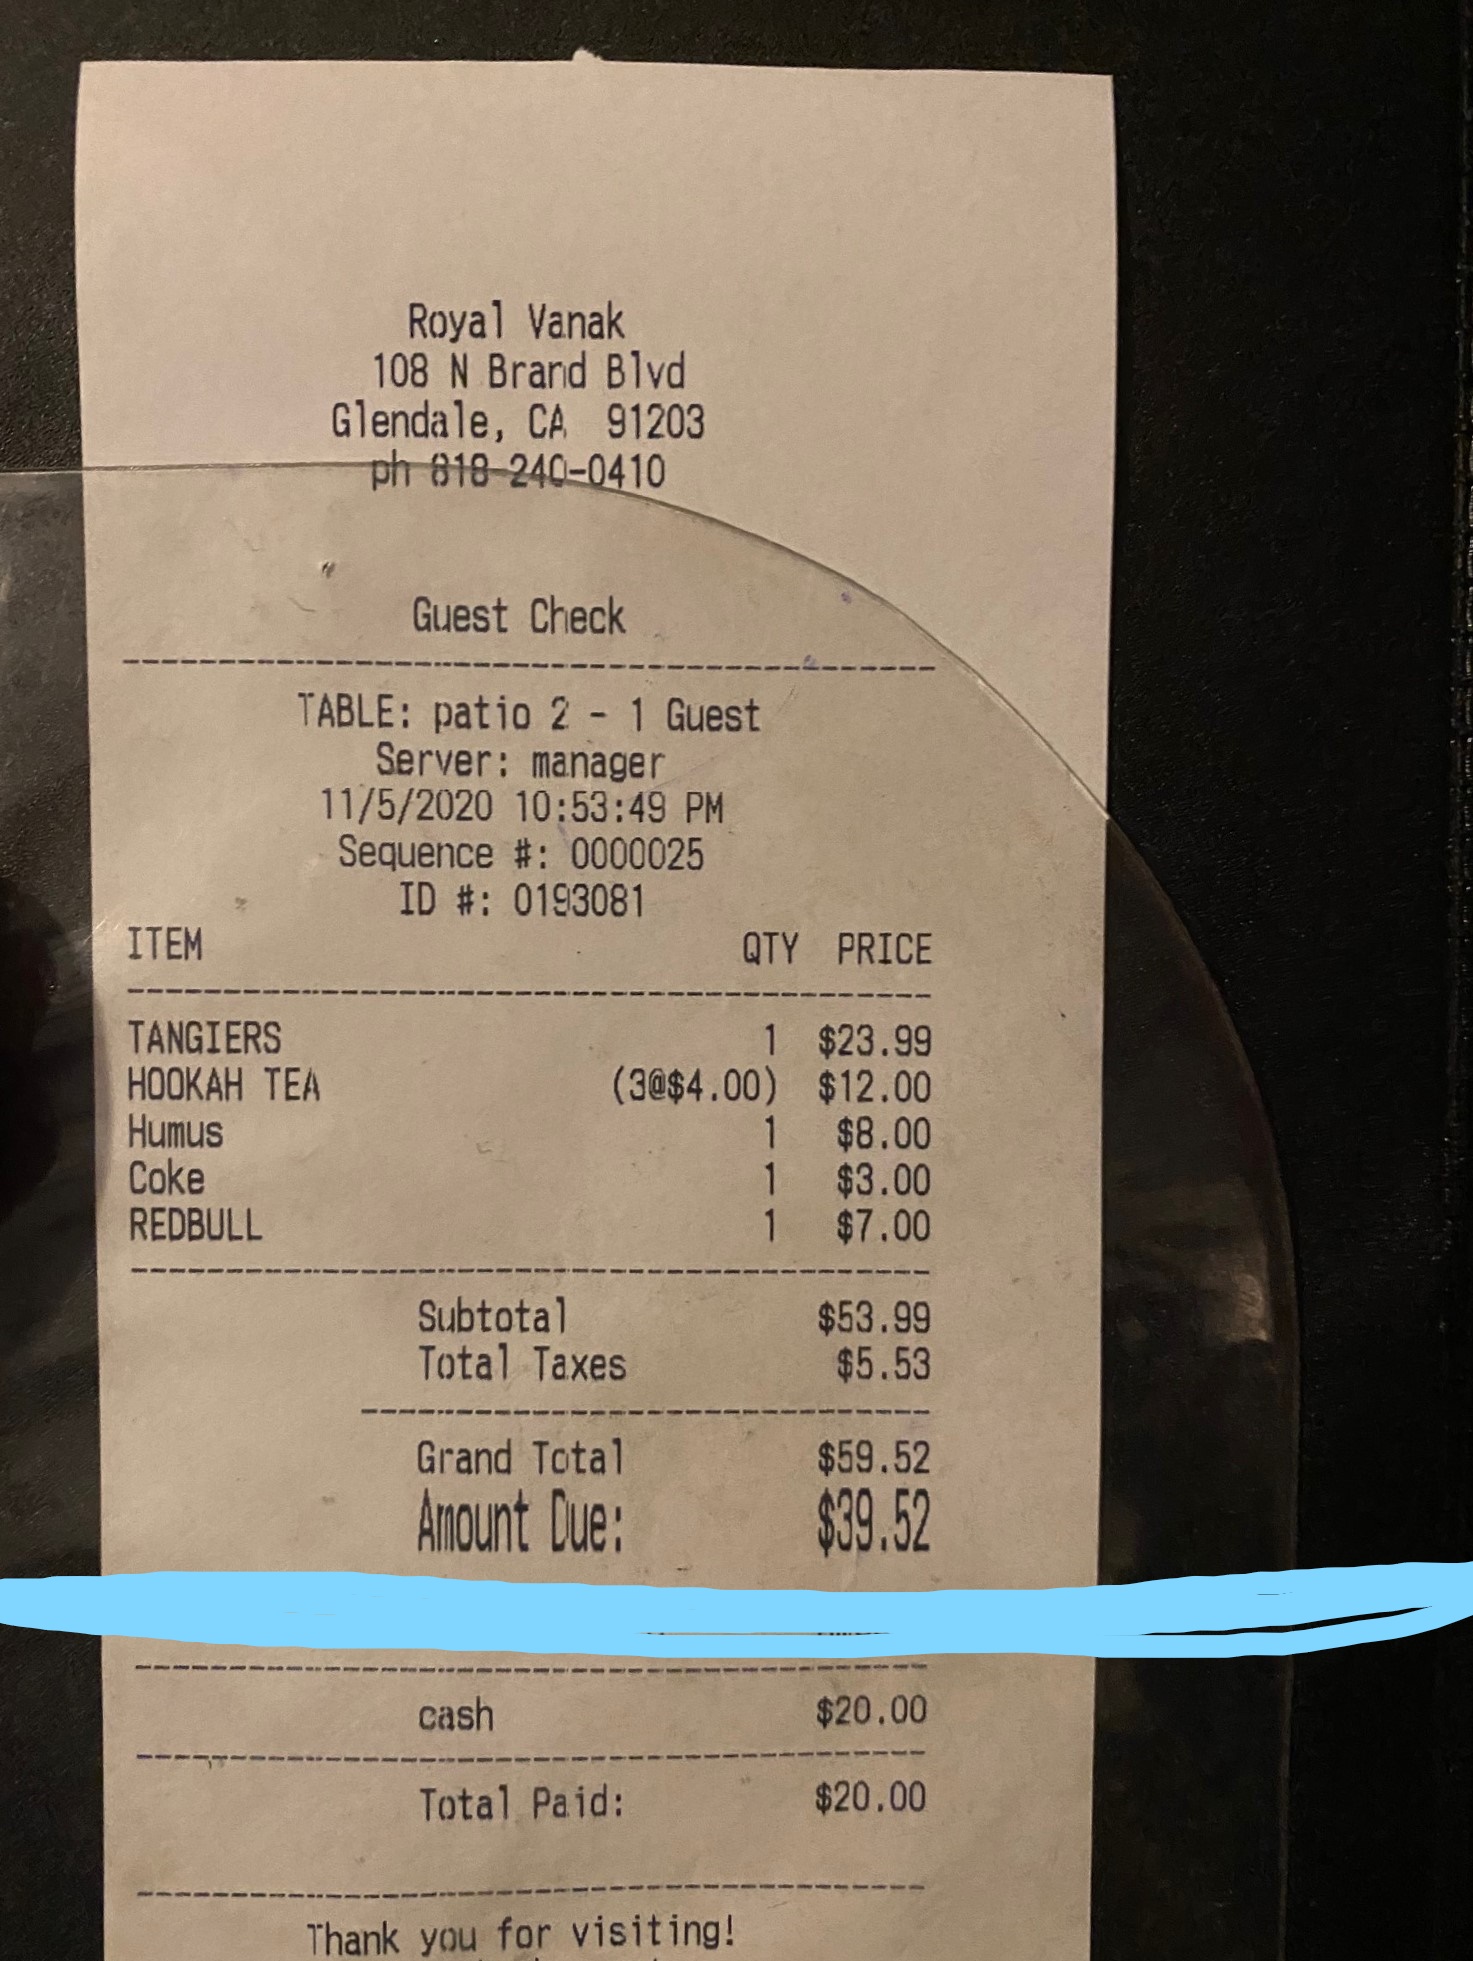 Royal Vanak
108 N Brand Blvd
Glendale, CA 91203
ph 818-240-0410
Guest Check
TABLE: patio 2 - 1 Guest
Server: manager
11/5/2020 10:53:49 PM
Sequence #: 0000025
ID #: 0193081
ITEM QTY PRICE
TANGIERS 1 $23.99
HOOKAH TEA (3@$4.00) $12.00
Humus 1 $8.00
Coke 1 $3.00
REDBULL 1 $7.00
Subtotal $53.99
Total Taxes $5.53
Grand Total $59.52
Amount Due: $39.52
cash $20.00
Total Paid: $20.00
Thank you for visiting!